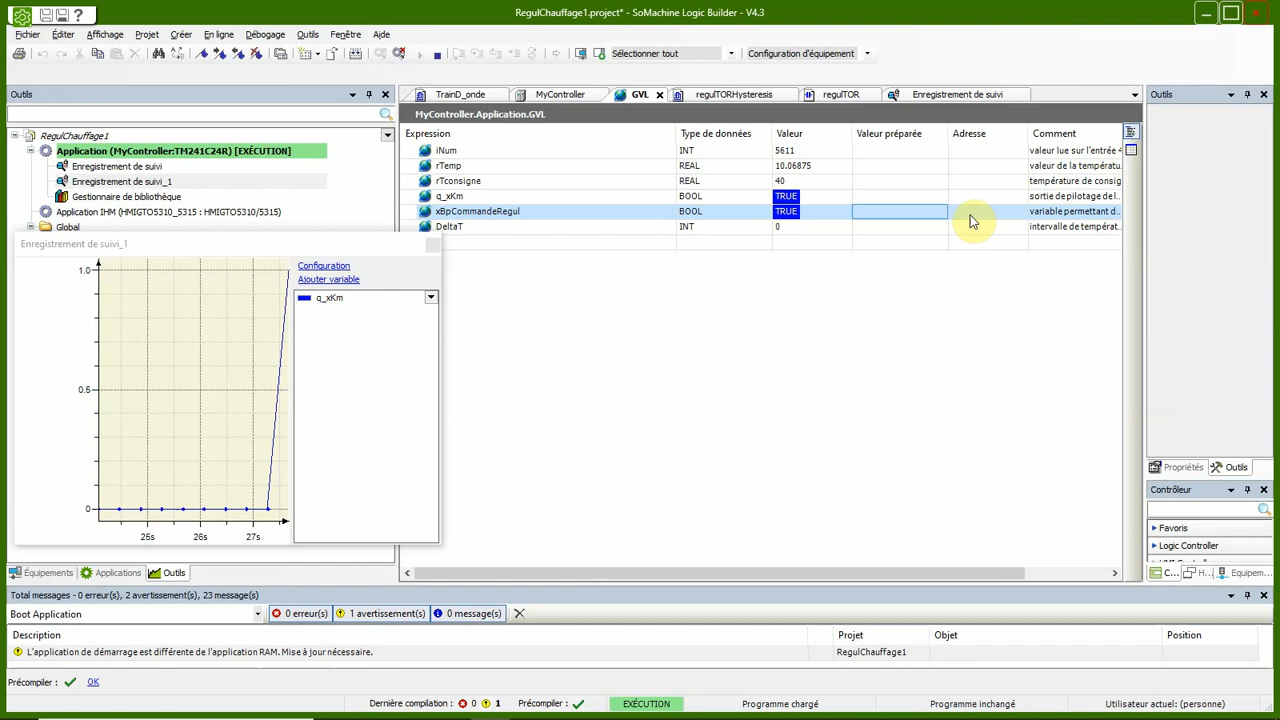 RegulChauffage1.project* - SoMachine Logic Builder - V4.3
Fichier Éditer Affichage Projet Créer En ligne Débogage Outils Fenêtre Aide
Sélectionner tout Configuration d'équipement
Outils
TrainD_onde MyController GVL regulTORHysteresis regulTOR Enregistrement de suivi
Outils
MyController.Application.GVL
RegulChauffage1
Application (MyController:TM241C24R) [EXÉCUTION]
Enregistrement de suivi
Enregistrement de suivi_1
Gestionnaire de bibliothèque
Application IHM (HMIGTO5310_5315 : HMIGTO5310/5315)
Global
Expression Type de données Valeur Valeur préparée Adresse Comment
iNum INT 5611 valeur lue sur l'entrée 4
rTemp REAL 10.06875 valeur de la températu
rTconsigne REAL 40 température de consig
q_xKm BOOL TRUE sortie de pilotage de l...
xBpCommandeRegul BOOL TRUE variable permettant d...
DeltaT INT 0 intervalle de températ...
Enregistrement de suivi_1
1.0
0.5
0
26s 26s 27s
Configuration
Ajouter variable
q_xKm
Propriétés Outils
Contrôleur
Favoris
Logic Controller
C... H... Equipem...
Équipements Applications Outils
Total messages - 0 erreur(s), 2 avertissement(s), 23 message(s)
Boot Application 0 erreur(s) 1 avertissement(s) 0 message(s)
Description Projet Objet Position
L'application de démarrage est différente de l'application RAM. Mise à jour nécessaire. RegulChauffage1
Précompiler : OK
Dernière compilation : 0 1 Précompiler : EXÉCUTION Programme chargé Programme inchangé Utilisateur actuel: (personne)